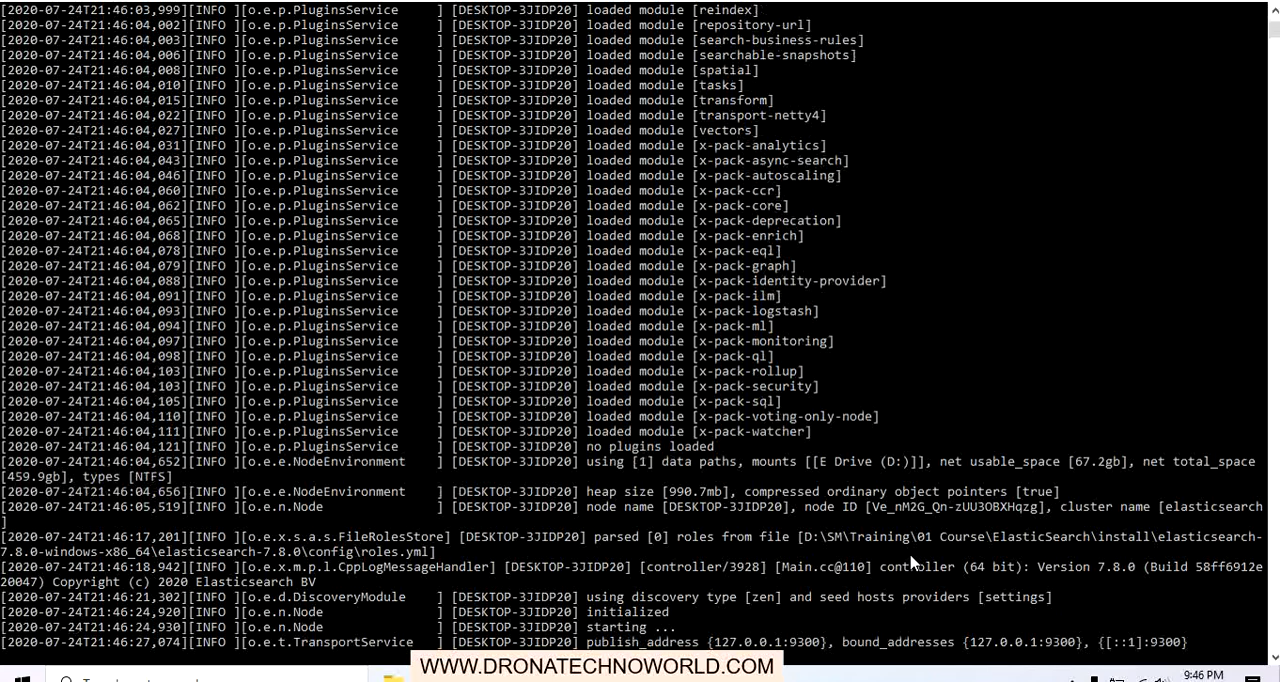 [2020-07-24T21:46:03,999][INFO ][o.e.p.PluginsService     ] [DESKTOP-3JIDP20] loaded module [reindex]
[2020-07-24T21:46:04,002][INFO ][o.e.p.PluginsService     ] [DESKTOP-3JIDP20] loaded module [repository-url]
[2020-07-24T21:46:04,003][INFO ][o.e.p.PluginsService     ] [DESKTOP-3JIDP20] loaded module [search-business-rules]
[2020-07-24T21:46:04,006][INFO ][o.e.p.PluginsService     ] [DESKTOP-3JIDP20] loaded module [searchable-snapshots]
[2020-07-24T21:46:04,008][INFO ][o.e.p.PluginsService     ] [DESKTOP-3JIDP20] loaded module [spatial]
[2020-07-24T21:46:04,010][INFO ][o.e.p.PluginsService     ] [DESKTOP-3JIDP20] loaded module [tasks]
[2020-07-24T21:46:04,015][INFO ][o.e.p.PluginsService     ] [DESKTOP-3JIDP20] loaded module [transform]
[2020-07-24T21:46:04,022][INFO ][o.e.p.PluginsService     ] [DESKTOP-3JIDP20] loaded module [transport-netty4]
[2020-07-24T21:46:04,027][INFO ][o.e.p.PluginsService     ] [DESKTOP-3JIDP20] loaded module [vectors]
[2020-07-24T21:46:04,031][INFO ][o.e.p.PluginsService     ] [DESKTOP-3JIDP20] loaded module [x-pack-analytics]
[2020-07-24T21:46:04,043][INFO ][o.e.p.PluginsService     ] [DESKTOP-3JIDP20] loaded module [x-pack-async-search]
[2020-07-24T21:46:04,046][INFO ][o.e.p.PluginsService     ] [DESKTOP-3JIDP20] loaded module [x-pack-autoscaling]
[2020-07-24T21:46:04,060][INFO ][o.e.p.PluginsService     ] [DESKTOP-3JIDP20] loaded module [x-pack-ccr]
[2020-07-24T21:46:04,062][INFO ][o.e.p.PluginsService     ] [DESKTOP-3JIDP20] loaded module [x-pack-core]
[2020-07-24T21:46:04,065][INFO ][o.e.p.PluginsService     ] [DESKTOP-3JIDP20] loaded module [x-pack-deprecation]
[2020-07-24T21:46:04,068][INFO ][o.e.p.PluginsService     ] [DESKTOP-3JIDP20] loaded module [x-pack-enrich]
[2020-07-24T21:46:04,078][INFO ][o.e.p.PluginsService     ] [DESKTOP-3JIDP20] loaded module [x-pack-eql]
[2020-07-24T21:46:04,079][INFO ][o.e.p.PluginsService     ] [DESKTOP-3JIDP20] loaded module [x-pack-graph]
[2020-07-24T21:46:04,088][INFO ][o.e.p.PluginsService     ] [DESKTOP-3JIDP20] loaded module [x-pack-identity-provider]
[2020-07-24T21:46:04,091][INFO ][o.e.p.PluginsService     ] [DESKTOP-3JIDP20] loaded module [x-pack-ilm]
[2020-07-24T21:46:04,093][INFO ][o.e.p.PluginsService     ] [DESKTOP-3JIDP20] loaded module [x-pack-logstash]
[2020-07-24T21:46:04,094][INFO ][o.e.p.PluginsService     ] [DESKTOP-3JIDP20] loaded module [x-pack-ml]
[2020-07-24T21:46:04,097][INFO ][o.e.p.PluginsService     ] [DESKTOP-3JIDP20] loaded module [x-pack-monitoring]
[2020-07-24T21:46:04,098][INFO ][o.e.p.PluginsService     ] [DESKTOP-3JIDP20] loaded module [x-pack-ql]
[2020-07-24T21:46:04,103][INFO ][o.e.p.PluginsService     ] [DESKTOP-3JIDP20] loaded module [x-pack-rollup]
[2020-07-24T21:46:04,103][INFO ][o.e.p.PluginsService     ] [DESKTOP-3JIDP20] loaded module [x-pack-security]
[2020-07-24T21:46:04,105][INFO ][o.e.p.PluginsService     ] [DESKTOP-3JIDP20] loaded module [x-pack-sql]
[2020-07-24T21:46:04,110][INFO ][o.e.p.PluginsService     ] [DESKTOP-3JIDP20] loaded module [x-pack-voting-only-node]
[2020-07-24T21:46:04,111][INFO ][o.e.p.PluginsService     ] [DESKTOP-3JIDP20] loaded module [x-pack-watcher]
[2020-07-24T21:46:04,121][INFO ][o.e.p.PluginsService     ] [DESKTOP-3JIDP20] no plugins loaded
[2020-07-24T21:46:04,652][INFO ][o.e.e.NodeEnvironment    ] [DESKTOP-3JIDP20] using [1] data paths, mounts [[E Drive (D:)]], net usable_space [67.2gb], net total_space
[459.9gb], types [NTFS]
[2020-07-24T21:46:04,656][INFO ][o.e.e.NodeEnvironment    ] [DESKTOP-3JIDP20] heap size [990.7mb], compressed ordinary object pointers [true]
[2020-07-24T21:46:05,519][INFO ][o.e.n.Node               ] [DESKTOP-3JIDP20] node name [DESKTOP-3JIDP20], node ID [Ve_nM2G_Qn-zUU3OBXHqzg], cluster name [elasticsearch
]
[2020-07-24T21:46:17,201][INFO ][o.e.x.s.a.s.FileRolesStore] [DESKTOP-3JIDP20] parsed [0] roles from file [D:\SM\Training\01 Course\ElasticSearch\install\elasticsearch-
7.8.0-windows-x86_64\elasticsearch-7.8.0\config\roles.yml]
[2020-07-24T21:46:18,942][INFO ][o.e.x.m.p.l.CppLogMessageHandler] [DESKTOP-3JIDP20] [controller/3928] [Main.cc@110] controller (64 bit): Version 7.8.0 (Build 58ff6912e
20047) Copyright (c) 2020 Elasticsearch BV
[2020-07-24T21:46:21,302][INFO ][o.e.d.DiscoveryModule    ] [DESKTOP-3JIDP20] using discovery type [zen] and seed hosts providers [settings]
[2020-07-24T21:46:24,920][INFO ][o.e.n.Node               ] [DESKTOP-3JIDP20] initialized
[2020-07-24T21:46:24,930][INFO ][o.e.n.Node               ] [DESKTOP-3JIDP20] starting ...
[2020-07-24T21:46:27,074][INFO ][o.e.t.TransportService   ] [DESKTOP-3JIDP20] publish_address {127.0.0.1:9300}, bound_addresses {127.0.0.1:9300}, {[::1]:9300}
WWW.DRONATECHNOWORLD.COM
9:46 PM